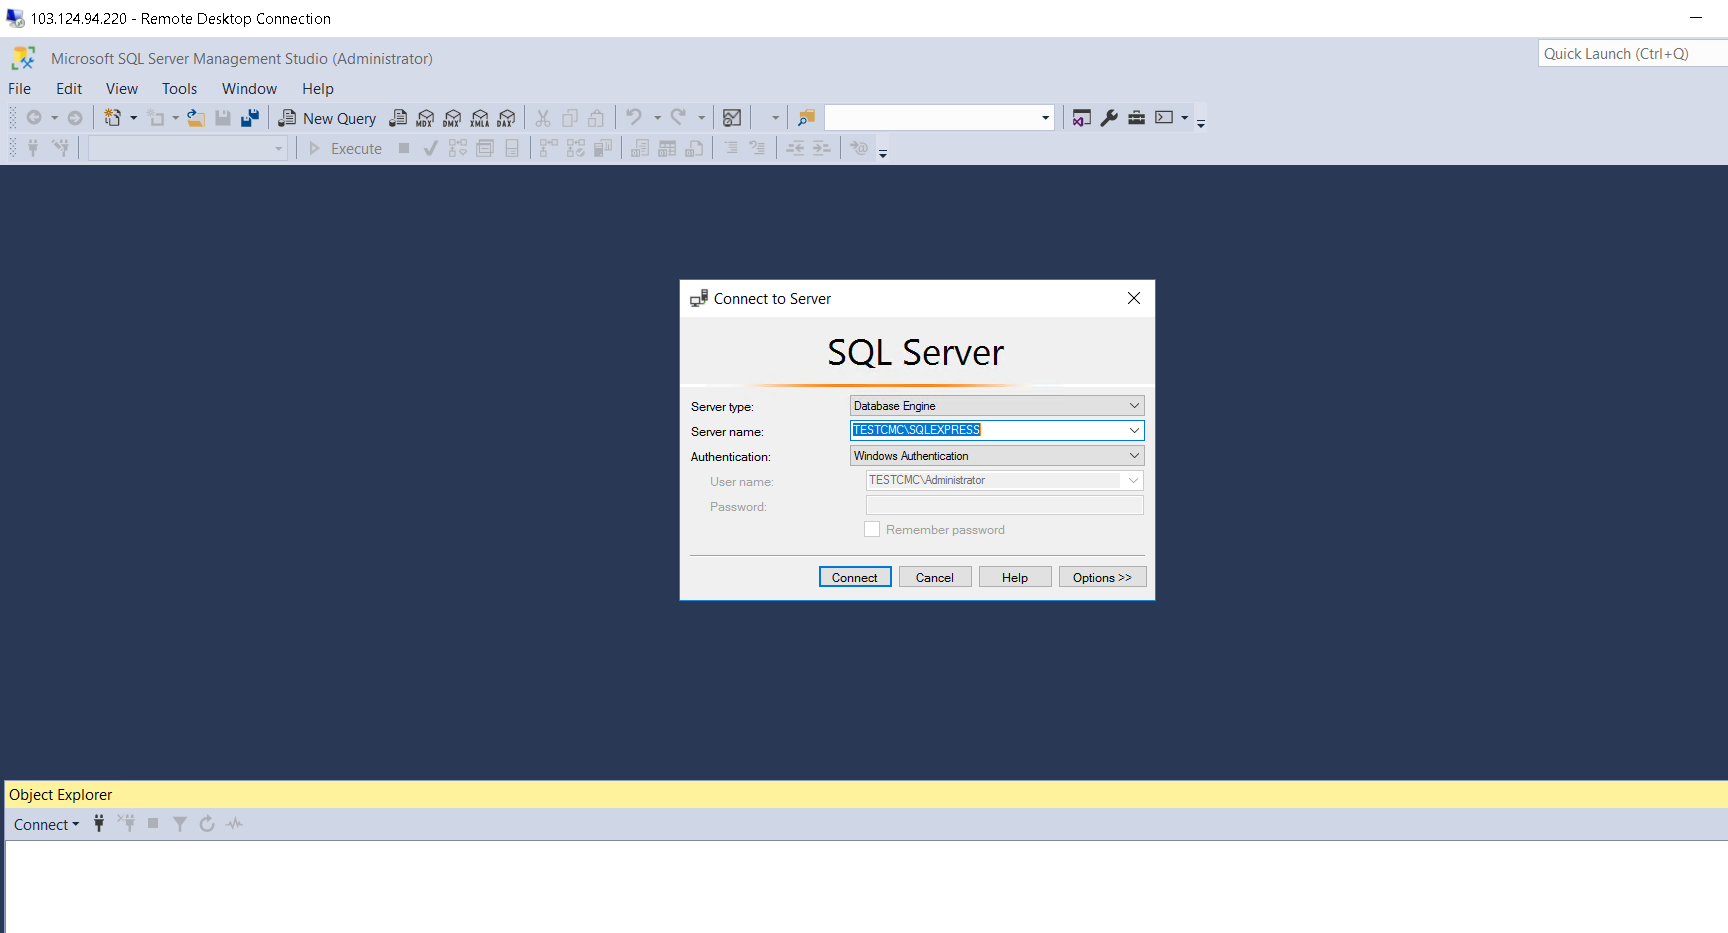 103.124.94.220 - Remote Desktop Connection
Microsoft SQL Server Management Studio (Administrator)
Quick Launch (Ctrl+Q)
File Edit View Tools Window Help
New Query MDX DMX XMLA DAX
Execute
Connect to Server
SQL Server
Server type: Database Engine
Server name: TESTCMC\SQLEXPRESS
Authentication: Windows Authentication
User name: TESTCMC\Administrator
Password:
Remember password
Connect Cancel Help Options >>
Object Explorer
Connect